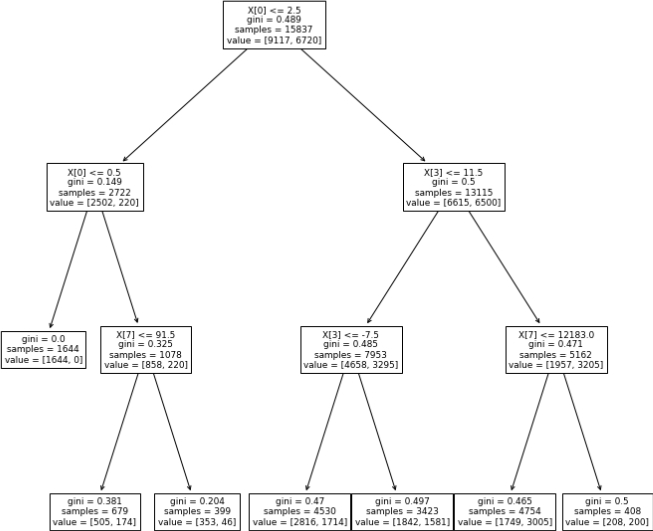 X[0] <= 2.5
gini = 0.489
samples = 15837
value = [9117, 6720]
X[0] <= 0.5
gini = 0.149
samples = 2722
value = [2502, 220]
X[3] <= 11.5
gini = 0.5
samples = 13115
value = [6615, 6500]
gini = 0.0
samples = 1644
value = [1644, 0]
X[7] <= 91.5
gini = 0.325
samples = 1078
value = [858, 220]
X[3] <= -7.5
gini = 0.485
samples = 7953
value = [4658, 3295]
X[7] <= 12183.0
gini = 0.471
samples = 5162
value = [1957, 3205]
gini = 0.381
samples = 679
value = [505, 174]
gini = 0.204
samples = 399
value = [353, 46]
gini = 0.47
samples = 4530
value = [2816, 1714]
gini = 0.497
samples = 3423
value = [1842, 1581]
gini = 0.465
samples = 4754
value = [1749, 3005]
gini = 0.5
samples = 408
value = [208, 200]